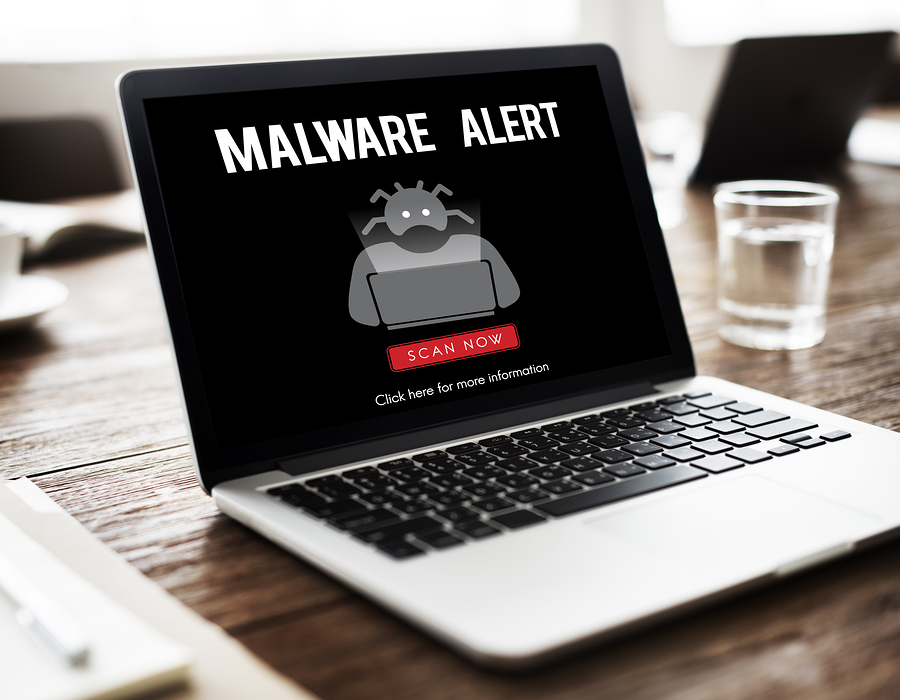 MALWARE ALERT
SCAN NOW
Click here for more information